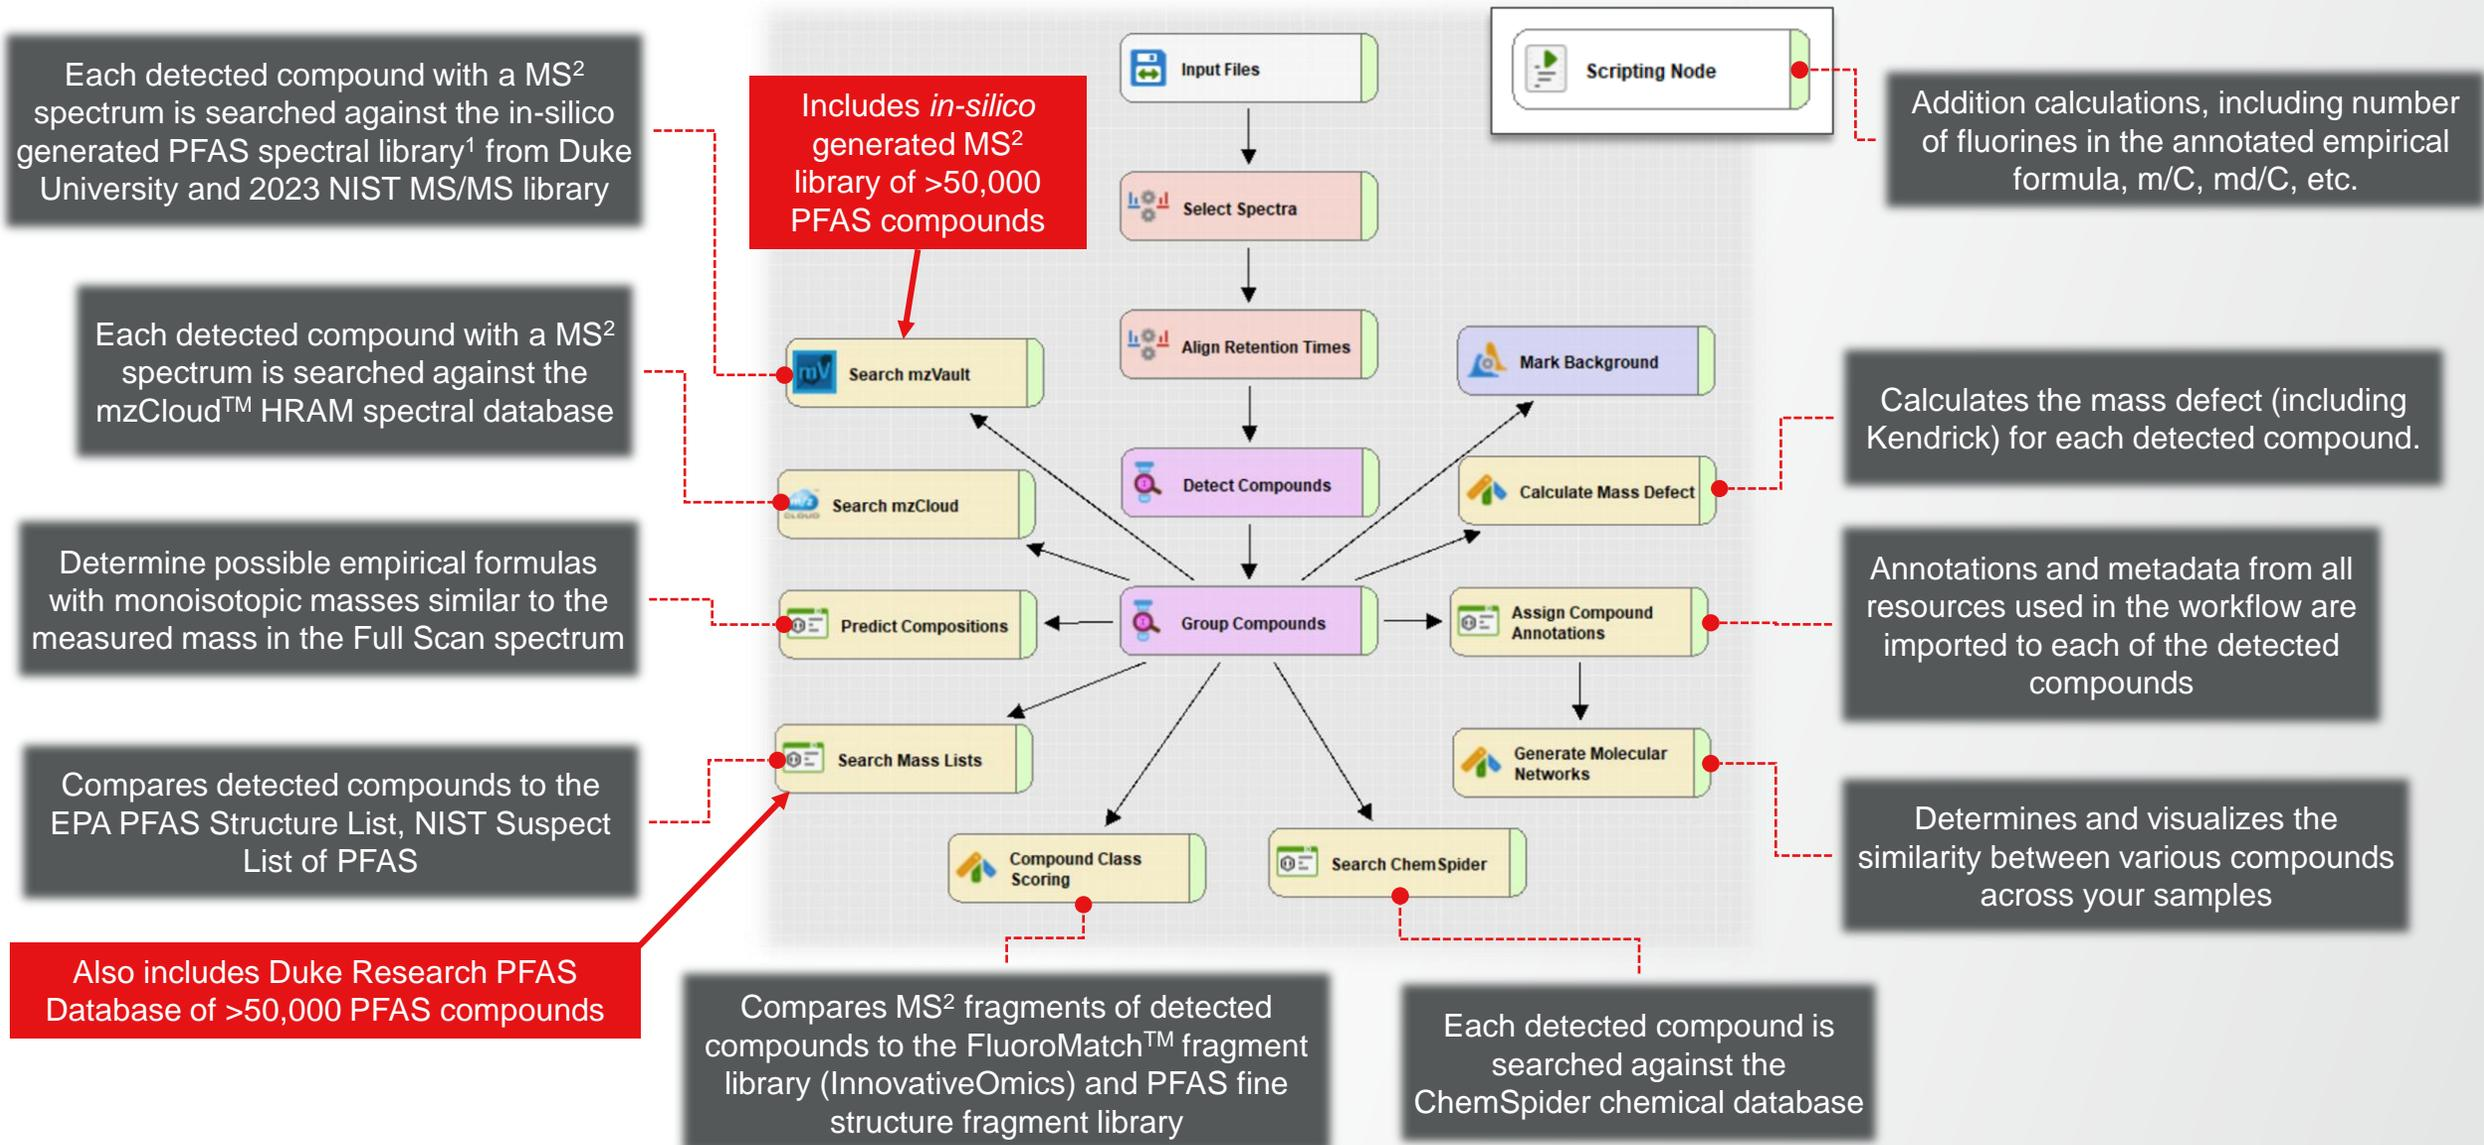 Each detected compound with a MS2
spectrum is searched against the in-silico
generated PFAS spectral library1 from Duke
University and 2023 NIST MS/MS library
Includes in-silico
generated MS2
library of >50,000
PFAS compounds
Input Files
Scripting Node
Addition calculations, including number
of fluorines in the annotated empirical
formula, m/C, md/C, etc.
Select Spectra
Each detected compound with a MS2
spectrum is searched against the
mzCloudTM HRAM spectral database
mV
Search mzVault
Align Retention Times
Mark Background
Calculates the mass defect (including
Kendrick) for each detected compound.
Search mzCloud
Detect Compounds
Calculate Mass Defect
Determine possible empirical formulas
with monoisotopic masses similar to the
measured mass in the Full Scan spectrum
Predict Compositions
Group Compounds
Assign Compound
Annotations
Annotations and metadata from all
resources used in the workflow are
imported to each of the detected
compounds
Compares detected compounds to the
EPA PFAS Structure List, NIST Suspect
List of PFAS
Search Mass Lists
Generate Molecular
Networks
Determines and visualizes the
similarity between various compounds
across your samples
Compound Class
Scoring
Search ChemSpider
Also includes Duke Research PFAS
Database of >50,000 PFAS compounds
Compares MS2 fragments of detected
compounds to the FluoroMatchTM fragment
library (InnovativeOmics) and PFAS fine
structure fragment library
Each detected compound is
searched against the
ChemSpider chemical database